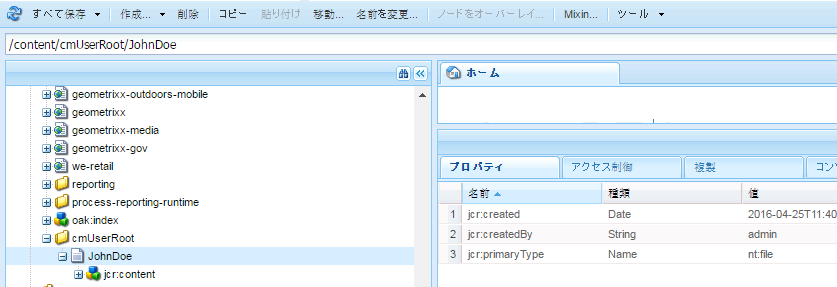 すべて保存 作成... 削除 コピー 貼り付け 移動... 名前を変更... ノードをオーバーレイ... Mixin... ツール
/content/cmUserRoot/JohnDoe
geometrixx-outdoors-mobile
geometrixx
geometrixx-media
geometrixx-gov
we-retail
reporting
process-reporting-runtime
oak:index
cmUserRoot
JohnDoe
jcr:content
ホーム
プロパティ アクセス制御 複製
名前 種類 値
1 jcr:created Date 2016-04-25T11:40
2 jcr:createdBy String admin
3 jcr:primaryType Name nt:file